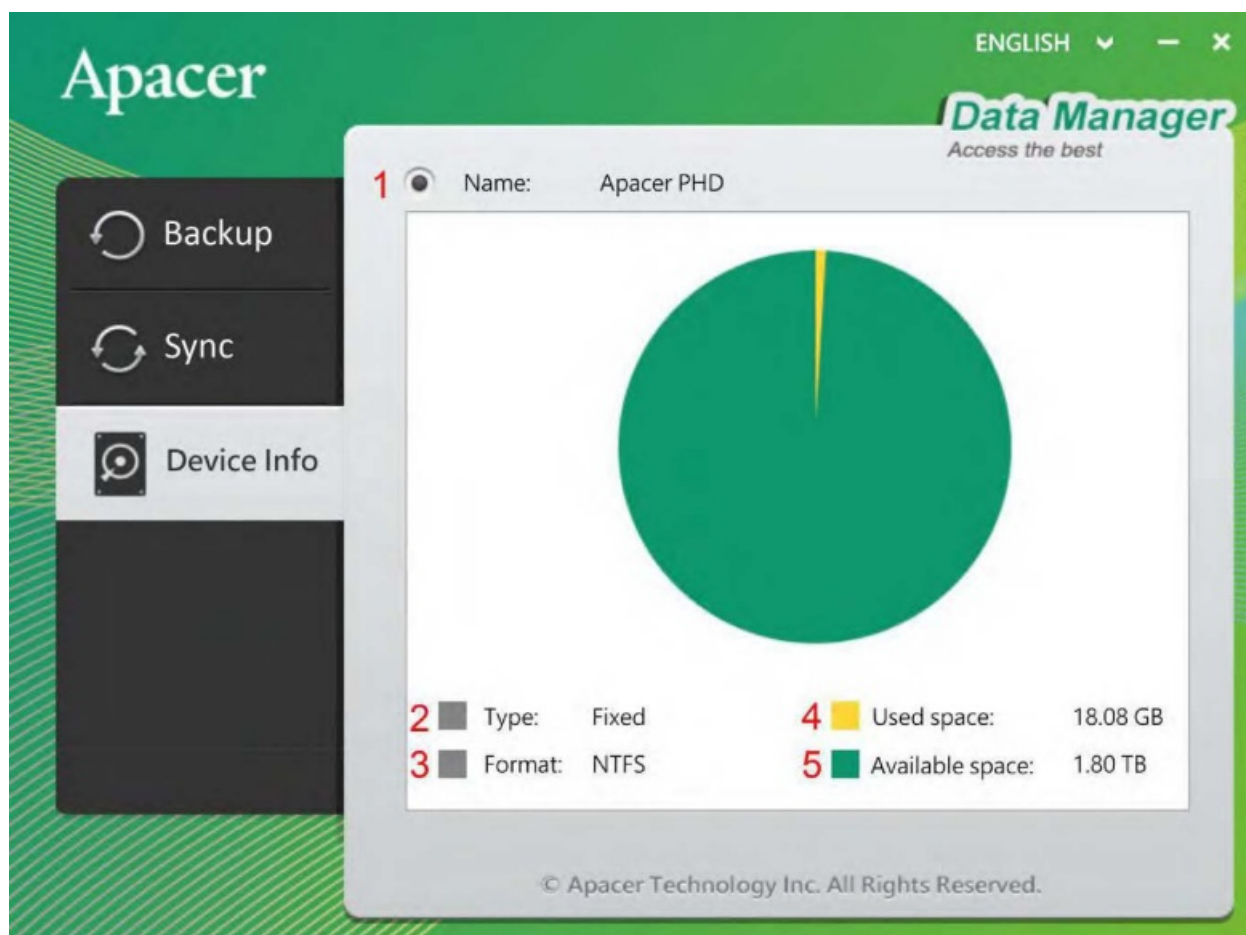 Apacer
ENGLISH
Data Manager
Access the best
1 Name: Apacer PHD
Backup
Sync
Device Info
2 Type: Fixed
4 Used space: 18.08 GB
3 Format: NTFS
5 Available space: 1.80 TB
© Apacer Technology Inc. All Rights Reserved.